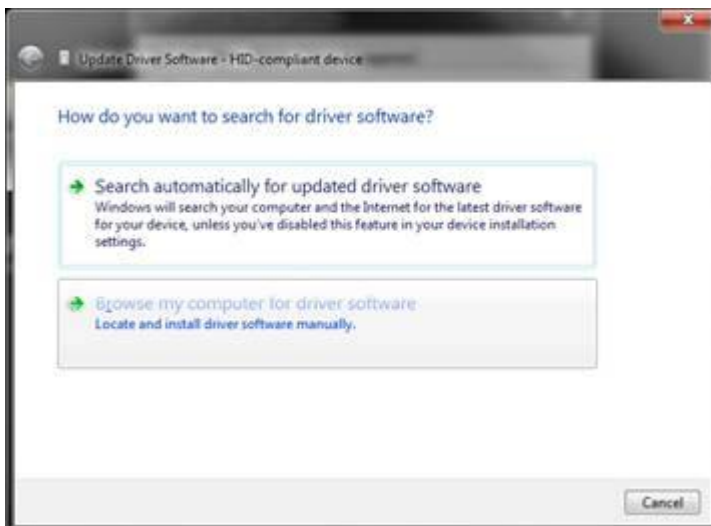 Update Driver Software - HID-compliant device
How do you want to search for driver software?
Search automatically for updated driver software
Windows will search your computer and the Internet for the latest driver software
for your device, unless you've disabled this feature in your device installation
settings.
Browse my computer for driver software
Locate and install driver software manually.
Cancel